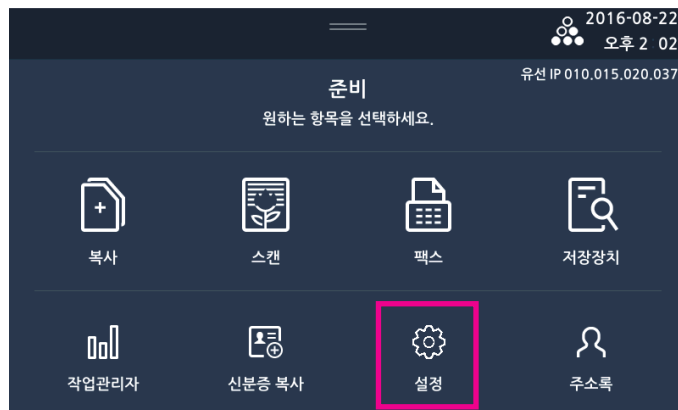 2016-08-22
오후 2 02
유선 IP 010.015.020.037
준비
원하는 항목을 선택하세요.
복사 스캔 팩스 저장장치
작업관리자 신분증 복사 설정 주소록